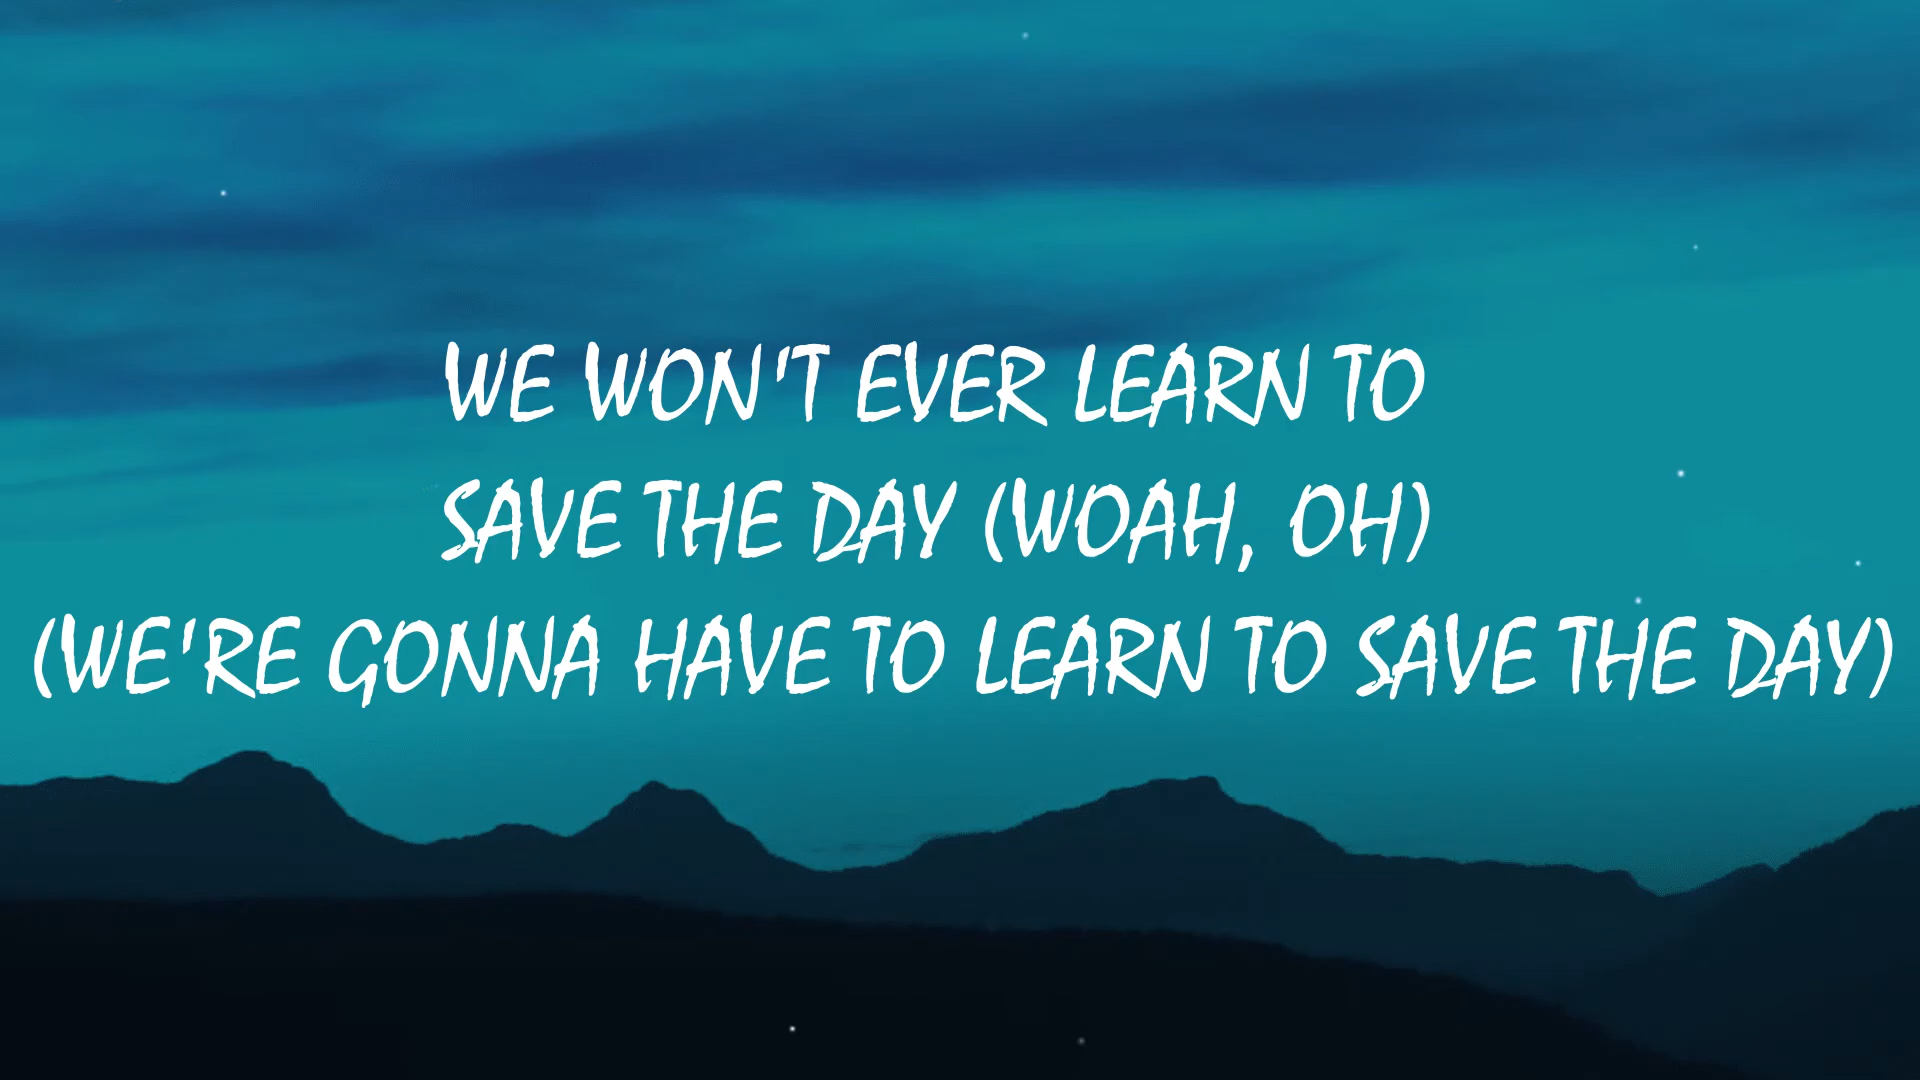 WE WON'T EVER LEARN TO
SAVE THE DAY (WOAH, OH)
(WE'RE GONNA HAVE TO LEARN TO SAVE THE DAY)